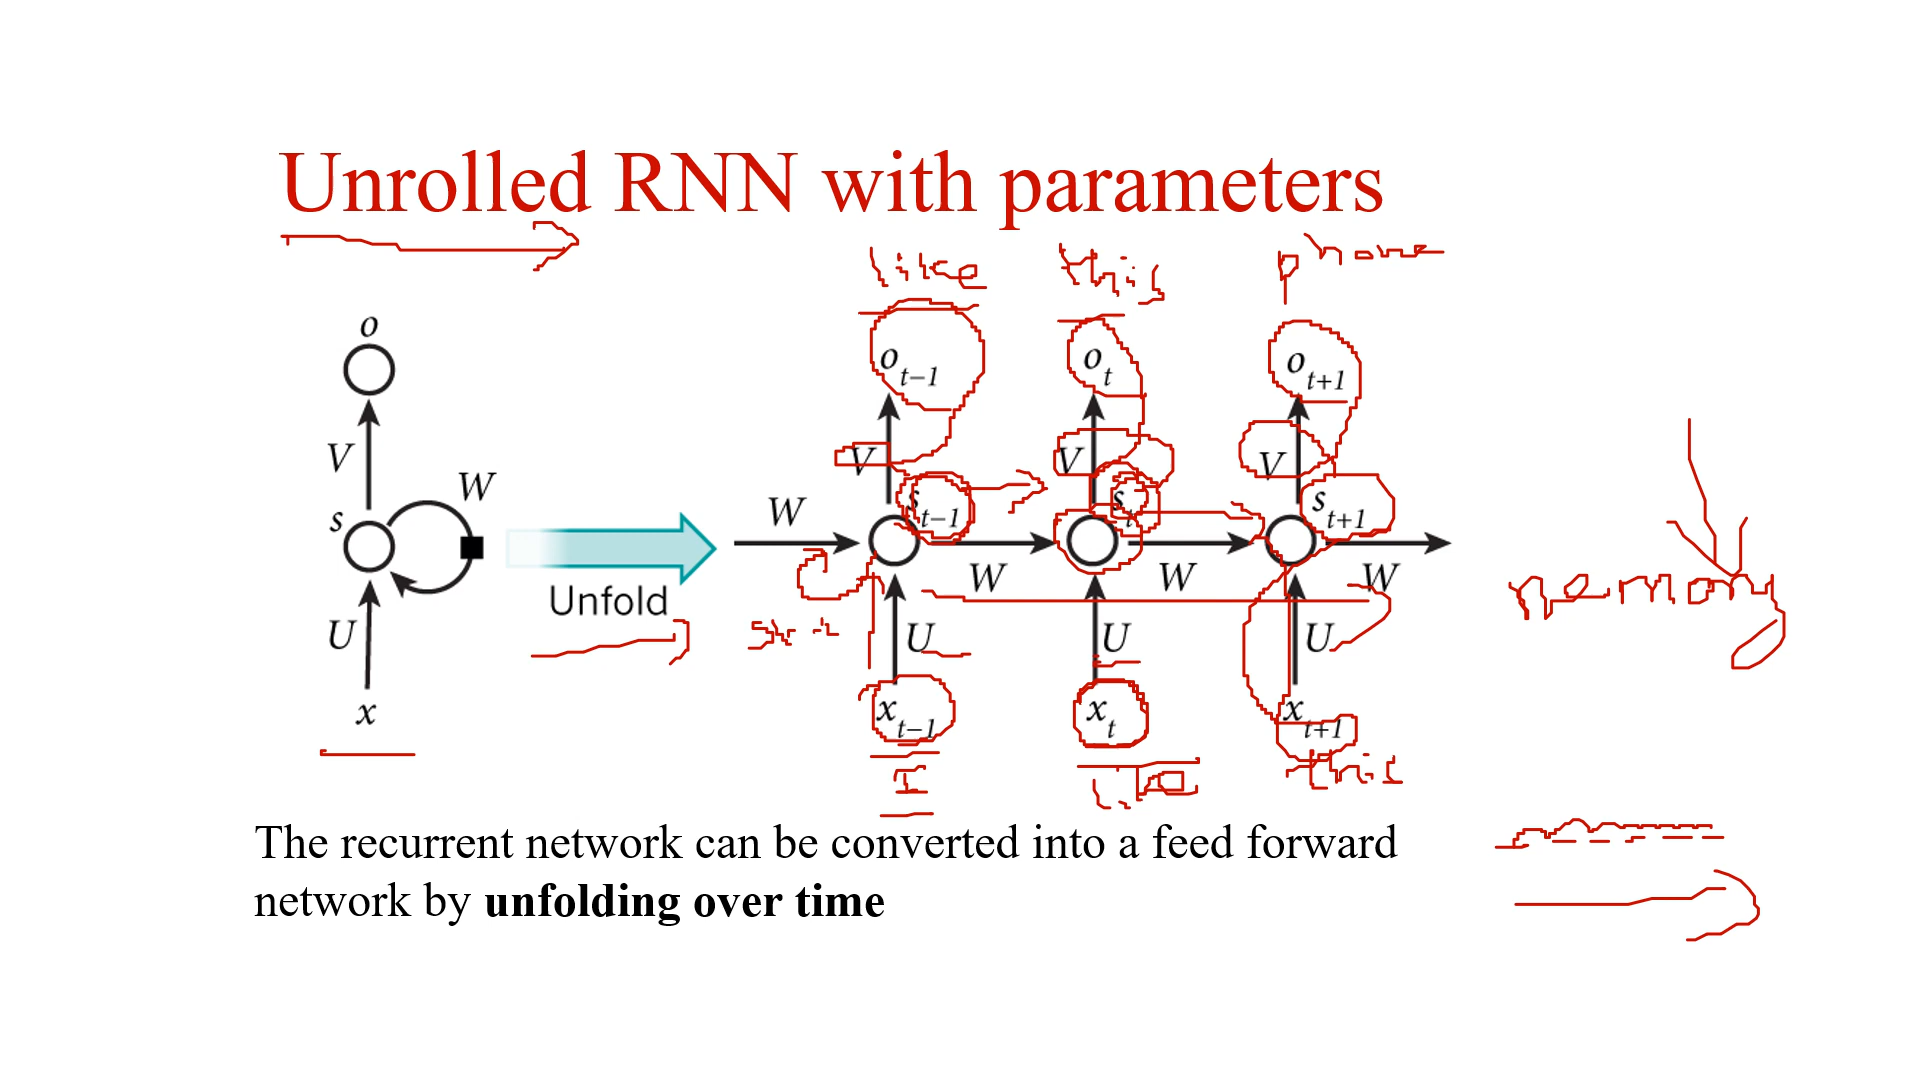 Unrolled RNN with parameters
like this phone
o
o t−1 o t o t+1
V V V V
W
s
s t−1 s t s t+1
W
W W W
Unfold
memory
U U U U
x
x t−1 x t x t+1
I like this
The recurrent network can be converted into a feed forward
network by unfolding over time